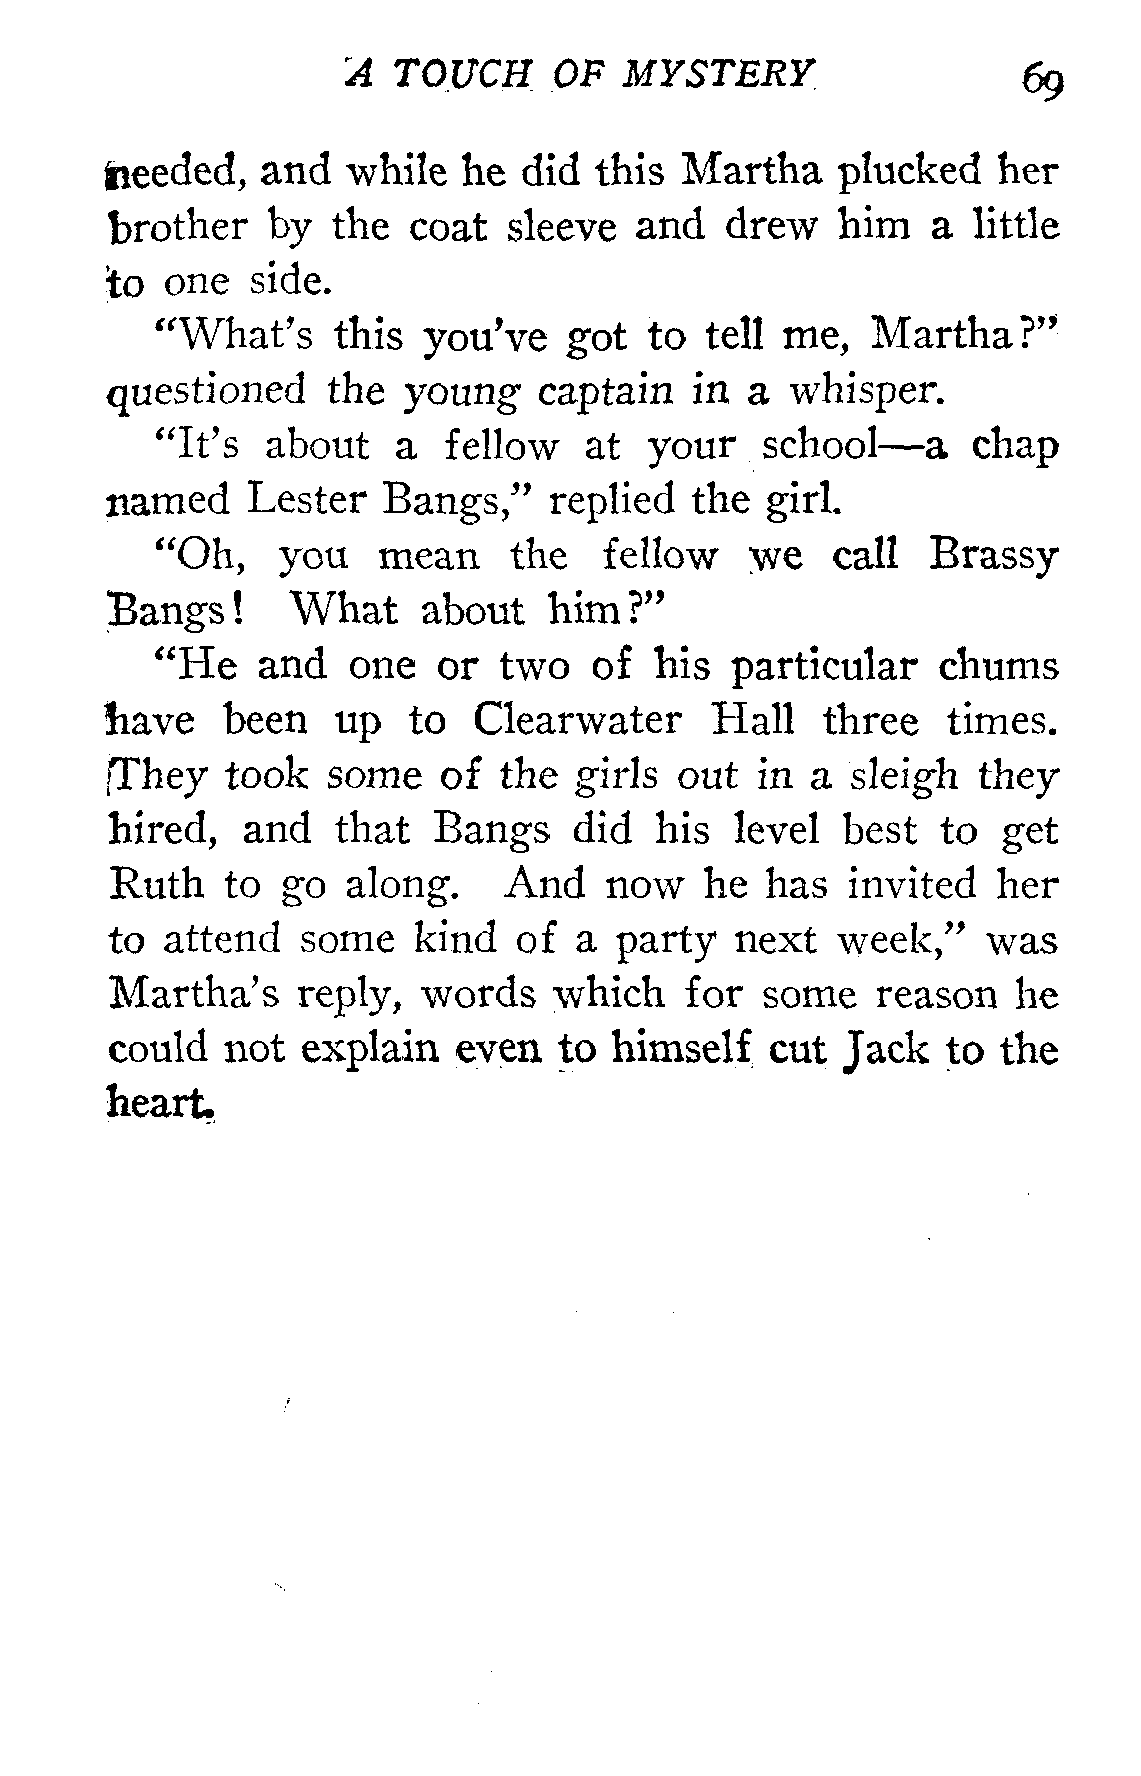 A TOUCH OF MYSTERY 69
needed, and while he did this Martha plucked her
brother by the coat sleeve and drew him a little
to one side.
"What's this you've got to tell me, Martha?"
questioned the young captain in a whisper.
"It's about a fellow at your school—a chap
named Lester Bangs," replied the girl.
"Oh, you mean the fellow we call Brassy
Bangs! What about him?"
"He and one or two of his particular chums
have been up to Clearwater Hall three times.
They took some of the girls out in a sleigh they
hired, and that Bangs did his level best to get
Ruth to go along. And now he has invited her
to attend some kind of a party next week," was
Martha's reply, words which for some reason he
could not explain even to himself cut Jack to the
heart.